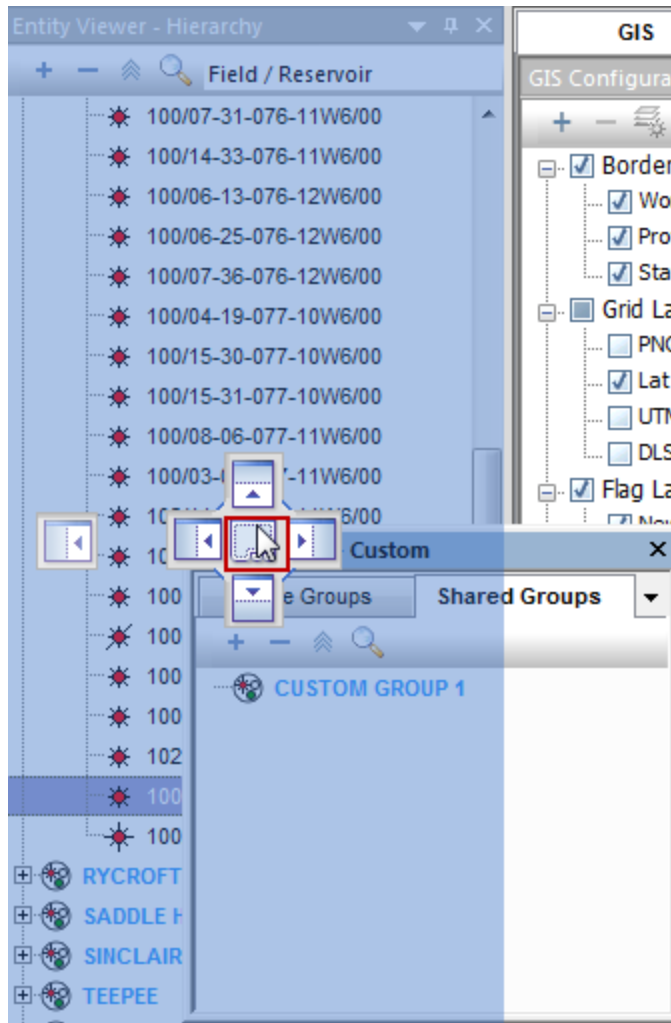 Entity Viewer - Hierarchy
Field / Reservoir
100/07-31-076-11W6/00
100/14-33-076-11W6/00
100/06-13-076-12W6/00
100/06-25-076-12W6/00
100/07-36-076-12W6/00
100/04-19-077-10W6/00
100/15-30-077-10W6/00
100/15-31-077-10W6/00
100/08-06-077-11W6/00
100/03- -11W6/00
10 6/00
10
100
100
100
100
102
100
100
RYCROFT
SADDLE H
SINCLAIR
TEEPEE
GIS
GIS Configura
Border
Wo
Pro
Sta
Grid La
PNG
Lat
UTM
DLS
Flag La
Custom
e Groups
Shared Groups
CUSTOM GROUP 1